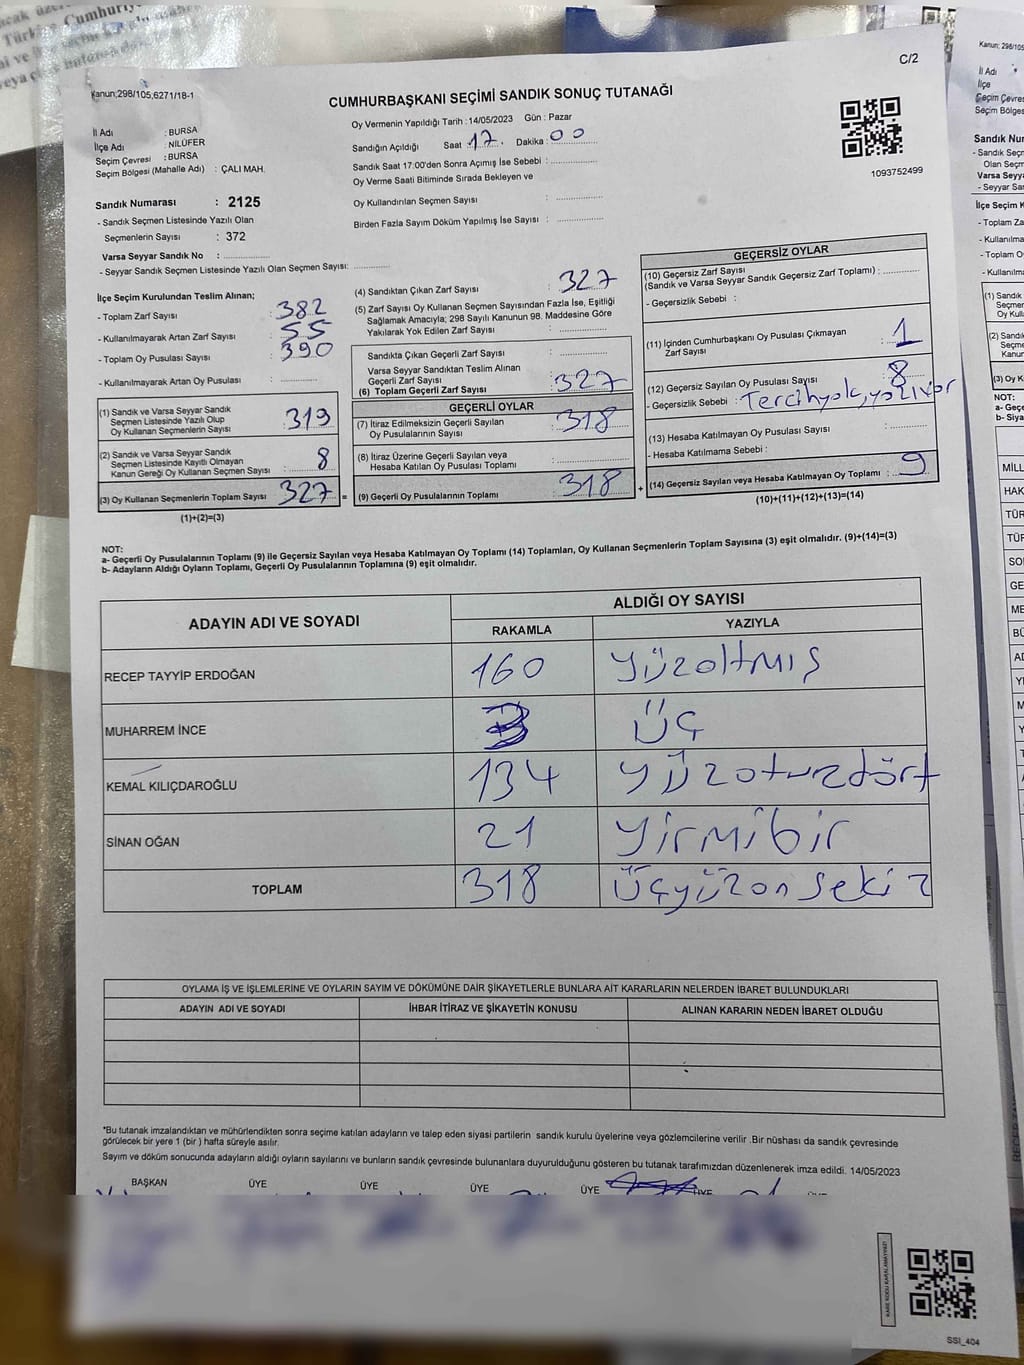 C/2
Kanun;298/105,6271/18-1
CUMHURBAŞKANI SEÇİMİ SANDIK SONUÇ TUTANAĞI
İl Adı : BURSA
İlçe Adı : NİLÜFER
Seçim Çevresi : BURSA
Seçim Bölgesi (Mahalle Adı) : ÇALI MAH.
Oy Vermenin Yapıldığı Tarih : 14/05/2023 Gün : Pazar
Sandığın Açıldığı Saat 17. Dakika 00
Sandık Saat 17:00'den Sonra Açımış İse Sebebi :
Oy Verme Saati Bitiminde Sırada Bekleyen ve
Oy Kullandırılan Seçmen Sayısı :
Birden Fazla Sayım Döküm Yapılmış İse Sayısı :
1093752499
Sandık Numarası : 2125
- Sandık Seçmen Listesinde Yazılı Olan
Seçmenlerin Sayısı : 372
Varsa Seyyar Sandık No :
- Seyyar Sandık Seçmen Listesinde Yazılı Olan Seçmen Sayısı:
İlçe Seçim Kurulundan Teslim Alınan;
- Toplam Zarf Sayısı : 382
- Kullanılmayarak Artan Zarf Sayısı : 55
- Toplam Oy Pusulası Sayısı : 390
- Kullanılmayarak Artan Oy Pusulası :
(1) Sandık ve Varsa Seyyar Sandık
Seçmen Listesinde Yazılı Olup
Oy Kullanan Seçmenlerin Sayısı : 319
(2) Sandık ve Varsa Seyyar Sandık
Seçmen Listesinde Kayıtlı Olmayan
Kanun Gereği Oy Kullanan Seçmen Sayısı : 8
(3) Oy Kullanan Seçmenlerin Toplam Sayısı : 327 =
(1)+(2)=(3)
(4) Sandıktan Çıkan Zarf Sayısı : 327
(5) Zarf Sayısı Oy Kullanan Seçmen Sayısından Fazla İse, Eşitliği
Sağlamak Amacıyla; 298 Sayılı Kanunun 98. Maddesine Göre
Yakılarak Yok Edilen Zarf Sayısı :
Sandıkta Çıkan Geçerli Zarf Sayısı :
Varsa Seyyar Sandıktan Teslim Alınan
Geçerli Zarf Sayısı :
(6) Toplam Geçerli Zarf Sayısı : 327
GEÇERLİ OYLAR
(7) İtiraz Edilmeksizin Geçerli Sayılan
Oy Pusulalarının Sayısı : 318
(8) İtiraz Üzerine Geçerli Sayılan veya
Hesaba Katılan Oy Pusulası Toplamı :
(9) Geçerli Oy Pusulalarının Toplamı : 318 +
GEÇERSİZ OYLAR
(10) Geçersiz Zarf Sayısı
(Sandık ve Varsa Seyyar Sandık Geçersiz Zarf Toplamı) :
- Geçersizlik Sebebi :
(11) İçinden Cumhurbaşkanı Oy Pusulası Çıkmayan
Zarf Sayısı : 1
(12) Geçersiz Sayılan Oy Pusulası Sayısı : 8
- Geçersizlik Sebebi :
(13) Hesaba Katılmayan Oy Pusulası Sayısı :
- Hesaba Katılmama Sebebi :
(14) Geçersiz Sayılan veya Hesaba Katılmayan Oy Toplamı : 9
(10)+(11)+(12)+(13)=(14)
NOT:
a- Geçerli Oy Pusulalarının Toplamı (9) ile Geçersiz Sayılan veya Hesaba Katılmayan Oy Toplamı (14) Toplamları, Oy Kullanan Seçmenlerin Toplam Sayısına (3) eşit olmalıdır. (9)+(14)=(3)
b- Adayların Aldığı Oyların Toplamı, Geçerli Oy Pusulalarının Toplamına (9) eşit olmalıdır.
ADAYIN ADI VE SOYADI ALDIĞI OY SAYISI
RAKAMLA YAZIYLA
RECEP TAYYİP ERDOĞAN 160 Yüzaltmış
MUHARREM İNCE 3 üç
KEMAL KILIÇDAROĞLU 134 yüzotuzdört
SİNAN OĞAN 21 yirmibir
TOPLAM 318 üçyüzonsekiz
OYLAMA İŞ VE İŞLEMLERİNE VE OYLARIN SAYIM VE DÖKÜMÜNE DAİR ŞİKAYETLERLE BUNLARA AİT KARARLARIN NELERDEN İBARET BULUNDUKLARI
ADAYIN ADI VE SOYADI İHBAR İTİRAZ VE ŞİKAYETİN KONUSU ALINAN KARARIN NEDEN İBARET OLDUĞU
*Bu tutanak imzalandıktan ve mühürlendikten sonra seçime katılan adayların ve talep eden siyasi partilerin sandık kurulu üyelerine veya gözlemcilerine verilir .Bir nüshası da sandık çevresinde
görülecek bir yere 1 (bir ) hafta süreyle asılır.
Sayım ve döküm sonucunda adayların aldığı oyların sayılarını ve bunların sandık çevresinde bulunanlara duyurulduğunu gösteren bu tutanak tarafımızdan düzenlenerek imza edildi. 14/05/2023
BAŞKAN ÜYE ÜYE ÜYE ÜYE ÜYE ÜYE
SSI_404